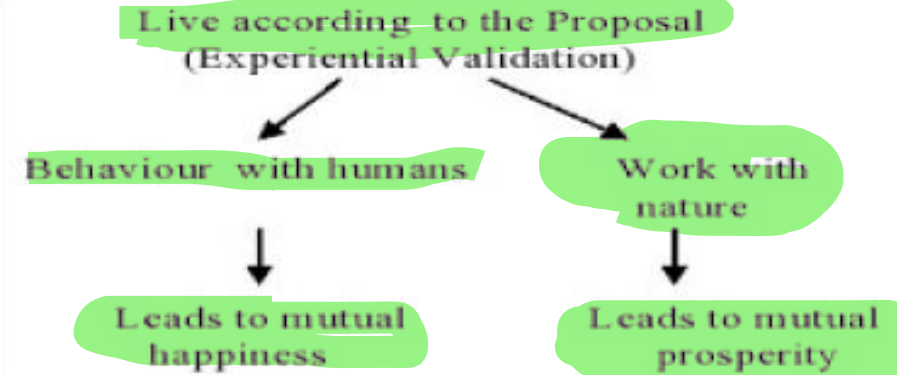 Live according to the Proposal
(Experiential Validation)
Behaviour with humans
Work with
nature
Leads to mutual
happiness
Leads to mutual
prosperity